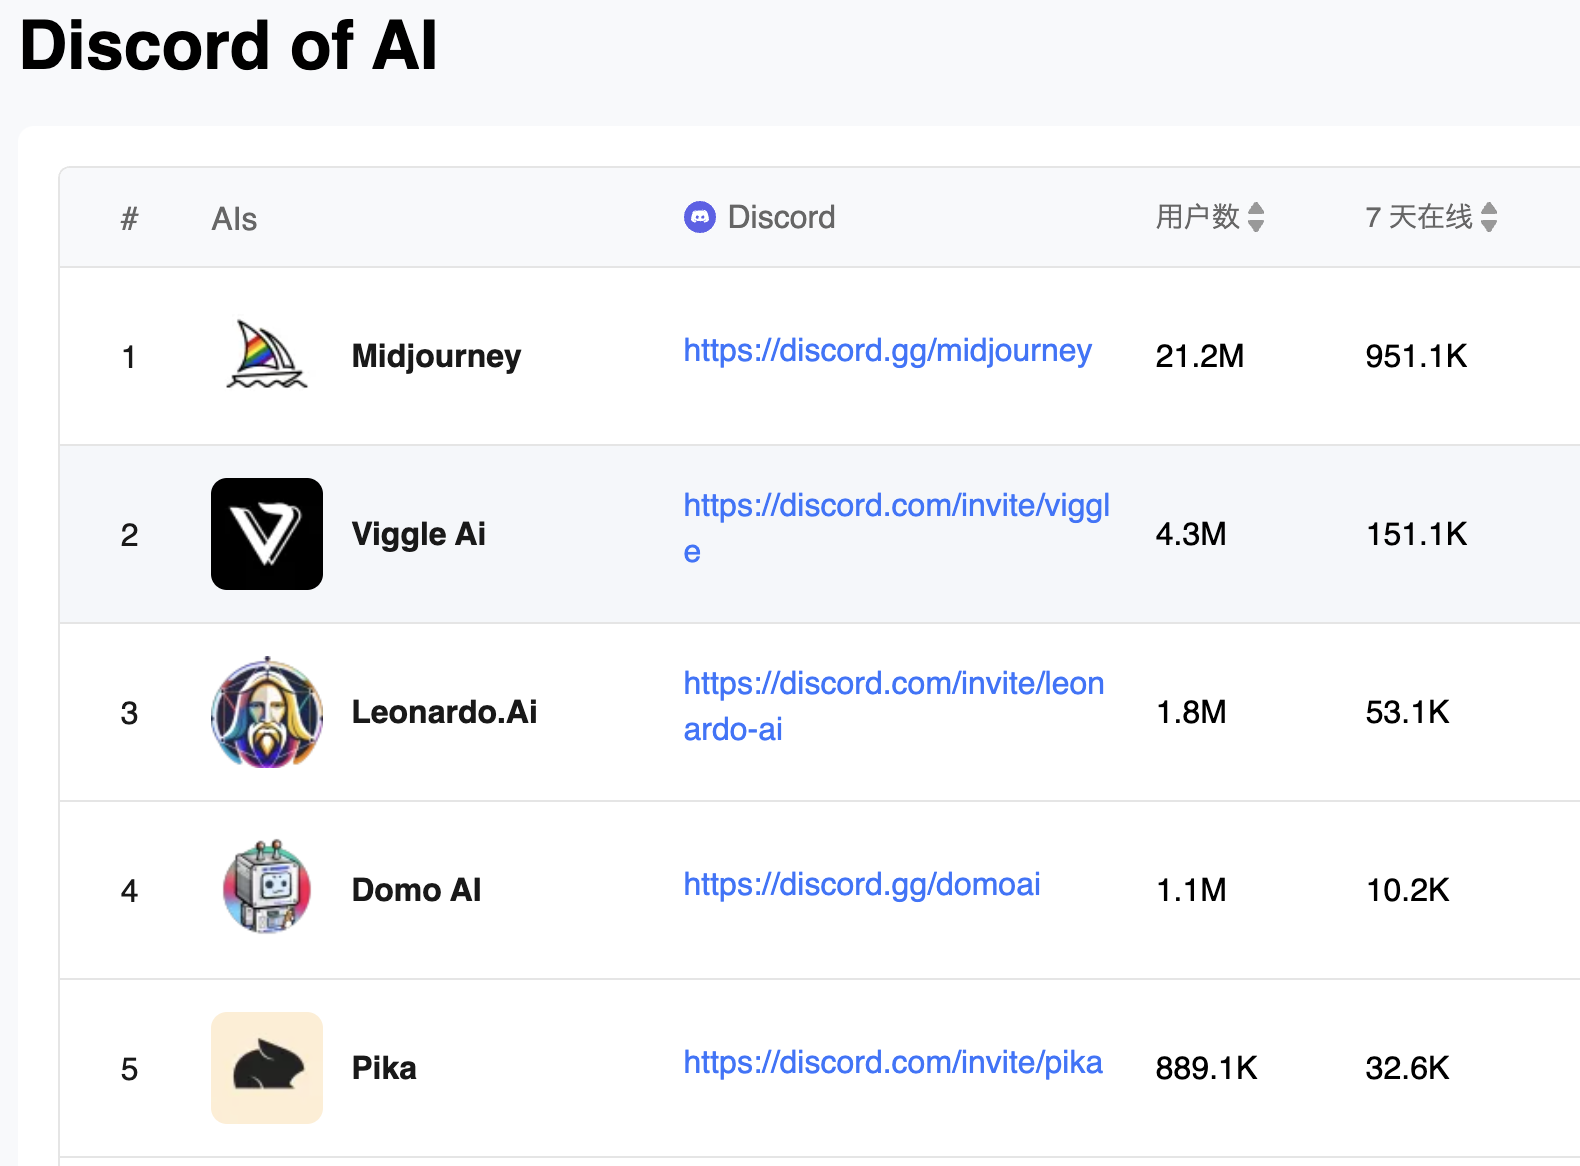 Discord of AI
# AIs Discord 用户数 7 天在线
1 Midjourney https://discord.gg/midjourney 21.2M 951.1K
2 Viggle Ai https://discord.com/invite/viggl
e 4.3M 151.1K
3 Leonardo.Ai https://discord.com/invite/leon
ardo-ai 1.8M 53.1K
4 Domo AI https://discord.gg/domoai 1.1M 10.2K
5 Pika https://discord.com/invite/pika 889.1K 32.6K